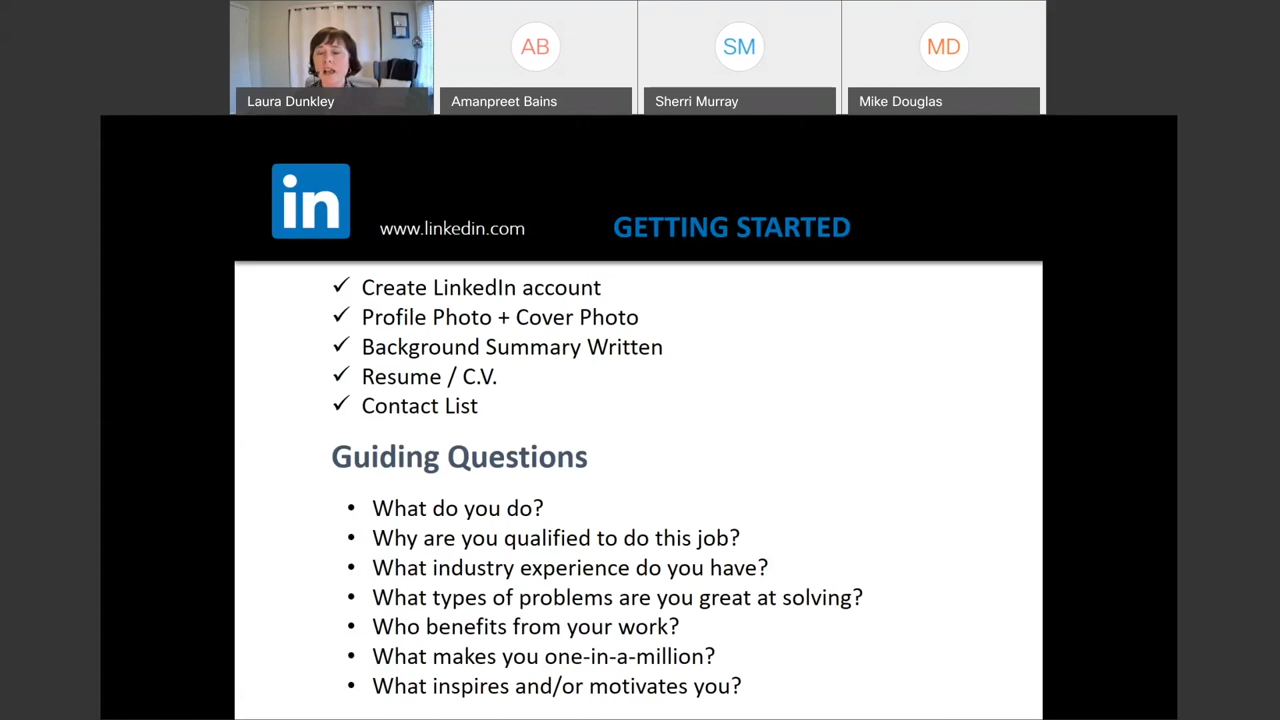 AB
SM
MD
Laura Dunkley
Amanpreet Bains
Sherri Murray
Mike Douglas
in
www.linkedin.com
GETTING STARTED
✓ Create LinkedIn account
✓ Profile Photo + Cover Photo
✓ Background Summary Written
✓ Resume / C.V.
✓ Contact List
Guiding Questions
• What do you do?
• Why are you qualified to do this job?
• What industry experience do you have?
• What types of problems are you great at solving?
• Who benefits from your work?
• What makes you one-in-a-million?
• What inspires and/or motivates you?